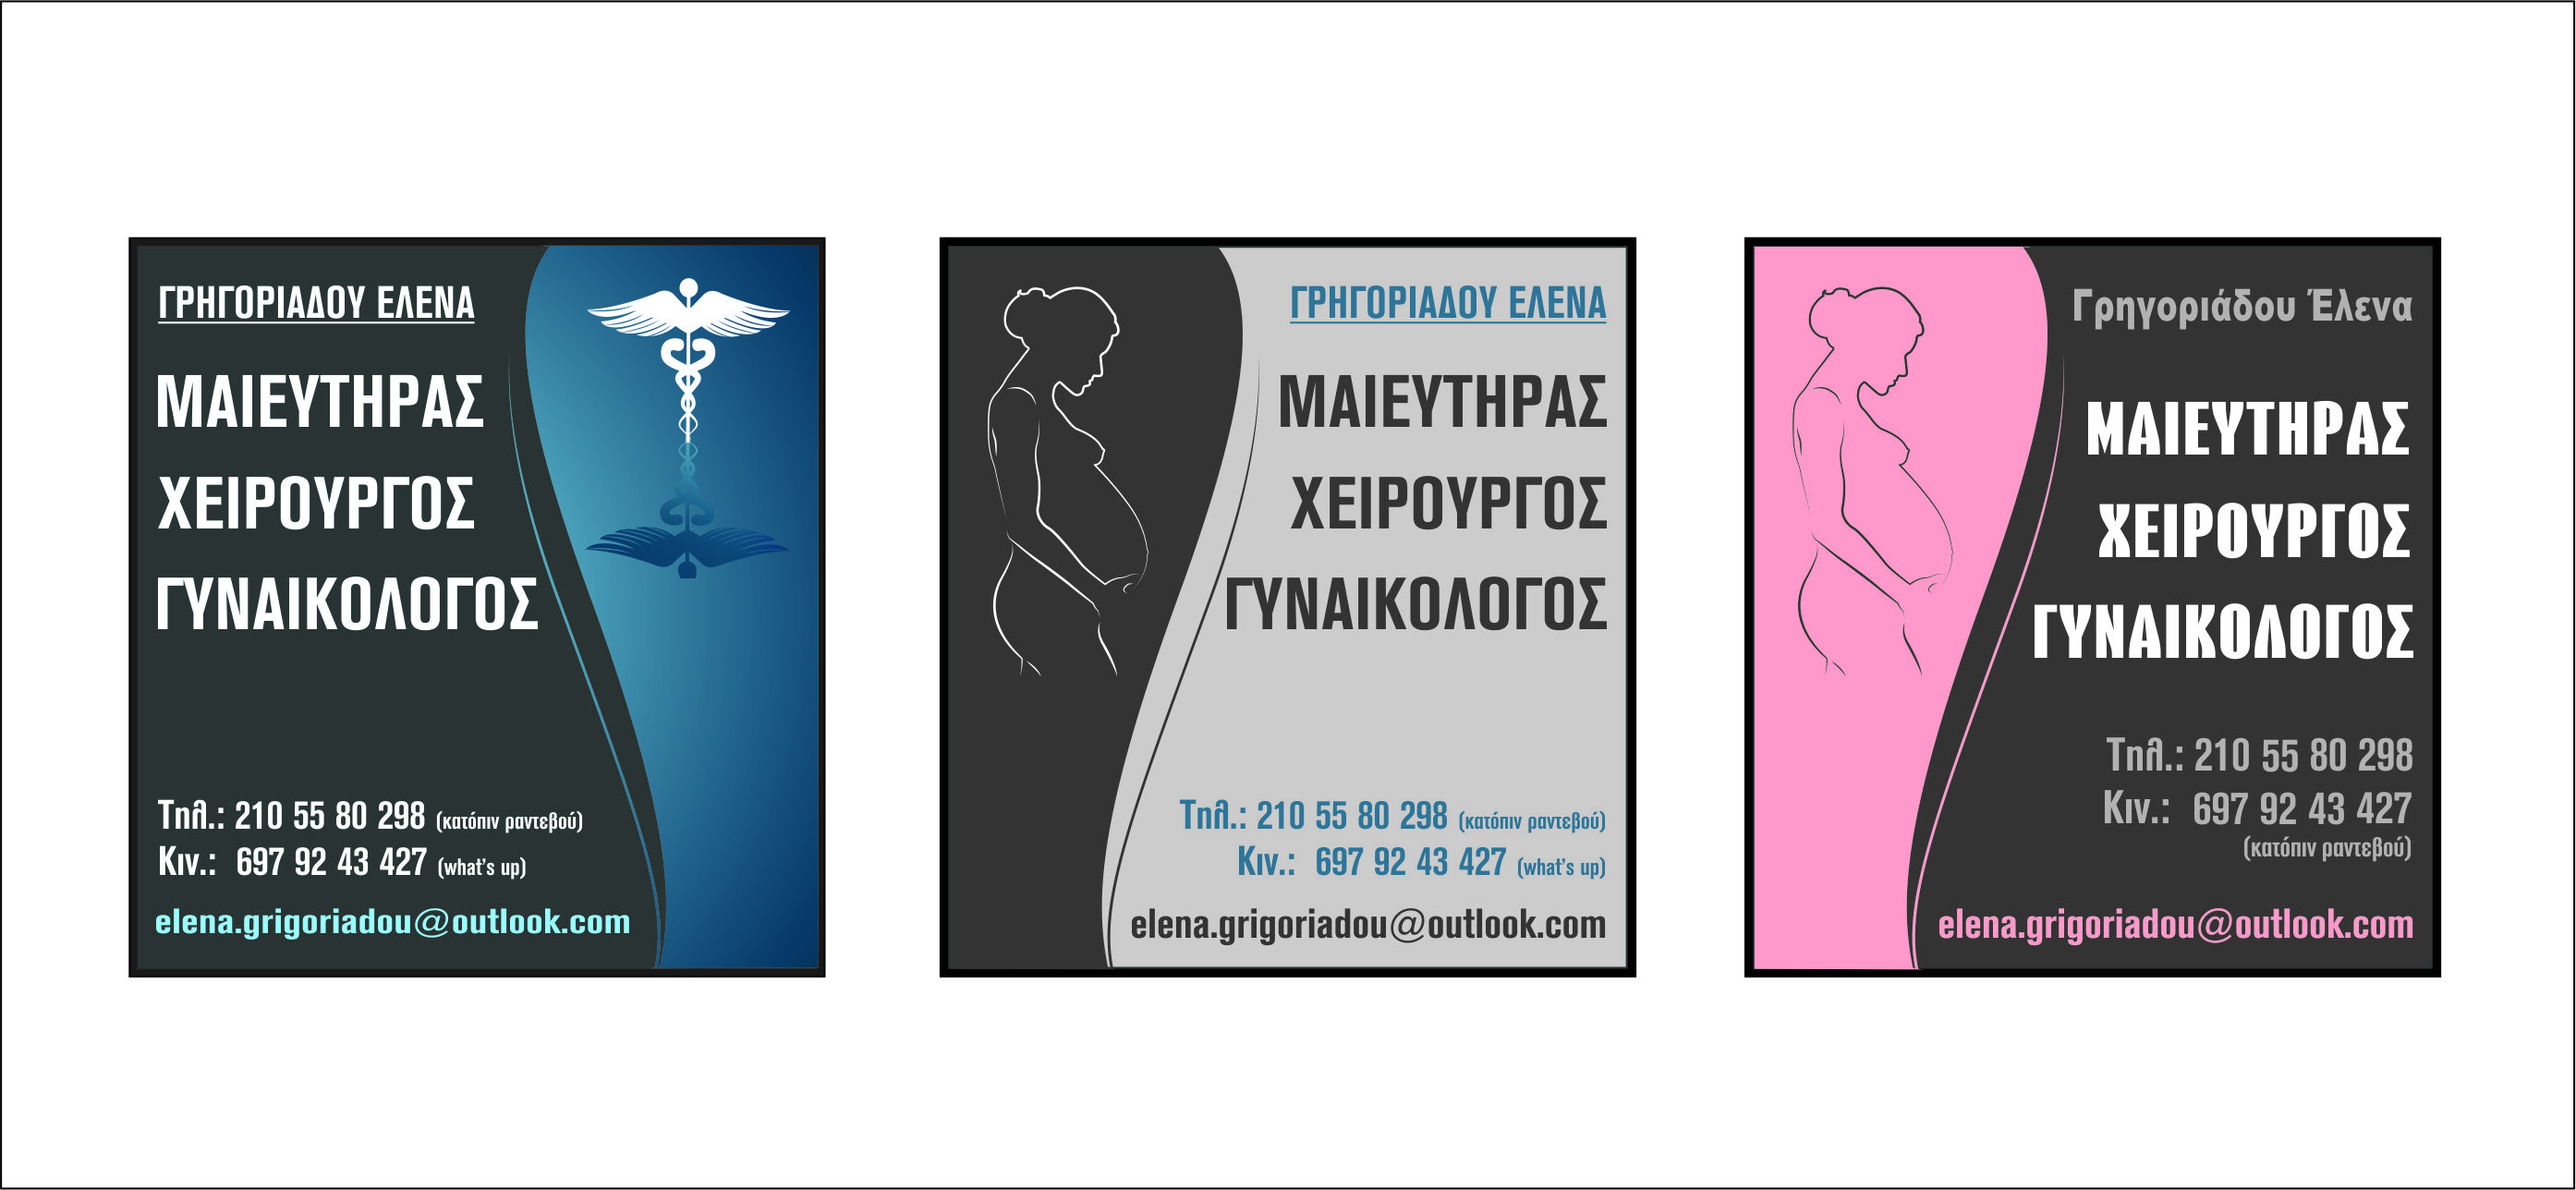 ΓΡΗΓΟΡΙΑΔΟΥ ΕΛΕΝΑ
ΜΑΙΕΥΤΗΡΑΣ
ΧΕΙΡΟΥΡΓΟΣ
ΓΥΝΑΙΚΟΛΟΓΟΣ
Τηλ.: 210 55 80 298 (κατόπιν ραντεβού)
Κιν.: 697 92 43 427 (what's up)
elena.grigoriadou@outlook.com
ΓΡΗΓΟΡΙΑΔΟΥ ΕΛΕΝΑ
ΜΑΙΕΥΤΗΡΑΣ
ΧΕΙΡΟΥΡΓΟΣ
ΓΥΝΑΙΚΟΛΟΓΟΣ
Τηλ.: 210 55 80 298 (κατόπιν ραντεβού)
Κιν.: 697 92 43 427 (what's up)
elena.grigoriadou@outlook.com
Γρηγοριάδου Έλενα
ΜΑΙΕΥΤΗΡΑΣ
ΧΕΙΡΟΥΡΓΟΣ
ΓΥΝΑΙΚΟΛΟΓΟΣ
Τηλ.: 210 55 80 298
Κιν.: 697 92 43 427
(κατόπιν ραντεβού)
elena.grigoriadou@outlook.com